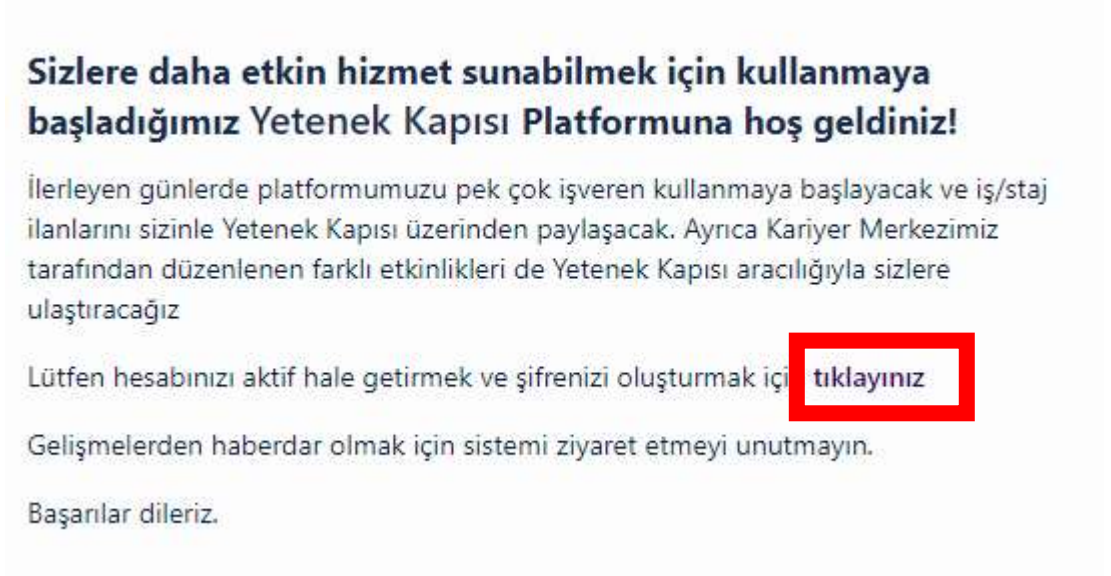 Sizlere daha etkin hizmet sunabilmek için kullanmaya
başladığımız Yetenek Kapısı Platformuna hoş geldiniz!
İlerleyen günlerde platformumuzu pek çok işveren kullanmaya başlayacak ve iş/staj
ilanlarını sizinle Yetenek Kapısı üzerinden paylaşacak. Ayrıca Kariyer Merkezimiz
tarafından düzenlenen farklı etkinlikleri de Yetenek Kapısı aracılığıyla sizlere
ulaştıracağız
Lütfen hesabınızı aktif hale getirmek ve şifrenizi oluşturmak içi tıklayınız
Gelişmelerden haberdar olmak için sistemi ziyaret etmeyi unutmayın.
Başarılar dileriz.